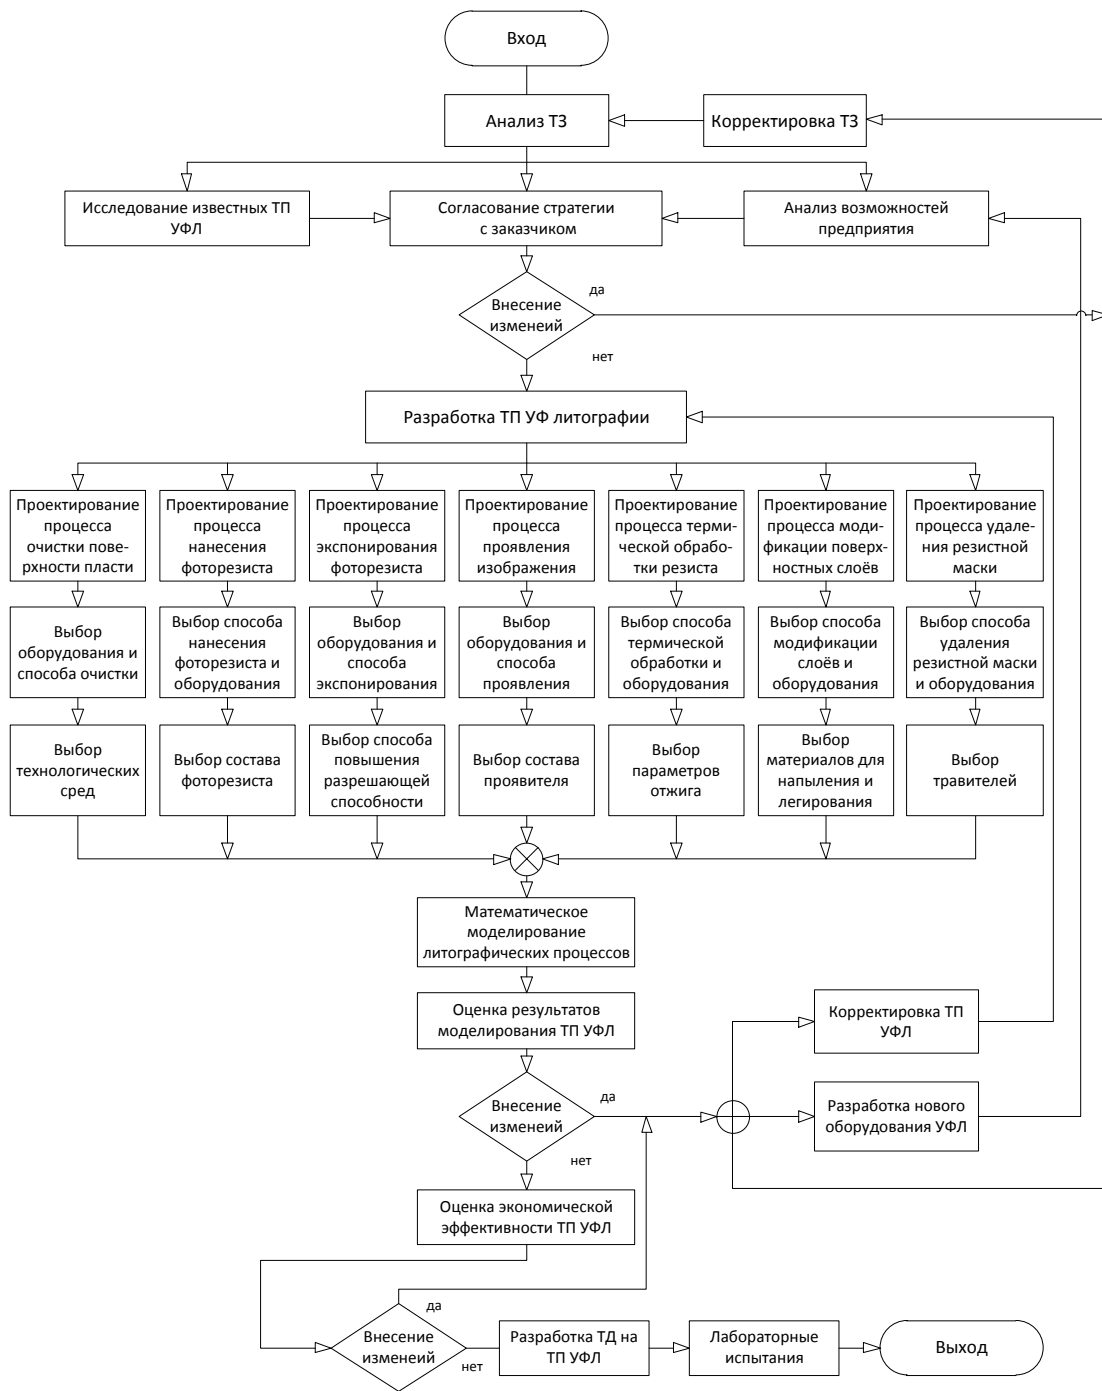 Вход
Анализ ТЗ
Корректировка ТЗ
Исследование известных ТП
УФЛ
Согласование стратегии
с заказчиком
Анализ возможностей
предприятия
да
Внесение
изменеий
нет
Разработка ТП УФ литографии
Проектирование
процесса
очистки пове-
рхности пласти
Проектирование
процесса
нанесения
фоторезиста
Проектирование
процесса
экспонирования
фоторезиста
Проектирование
процесса
проявления
изображения
Проектирование
процесса терми-
ческой обрабо-
тки резиста
Проектирование
процесса моди-
фикации поверх-
ностных слоёв
Проектирование
процесса удале-
ния резистной
маски
Выбор
оборудования и
способа очистки
Выбор способа
нанесения
фоторезиста и
оборудования
Выбор
оборудования и
способа
экспонирования
Выбор
оборудования и
способа
проявления
Выбор способа
термической
обработки и
оборудования
Выбор способа
модификации
слоёв и
оборудования
Выбор способа
удаления
резистной маски
и оборудования
Выбор
технологических
сред
Выбор состава
фоторезиста
Выбор способа
повышения
разрешающей
способности
Выбор состава
проявителя
Выбор
параметров
отжига
Выбор
материалов для
напыления и
легирования
Выбор
травителей
Математическое
моделирование
литографических процессов
Оценка результатов
моделирования ТП УФЛ
Корректировка ТП
УФЛ
да
Внесение
изменеий
нет
Разработка нового
оборудования УФЛ
Оценка экономической
эффективности ТП УФЛ
да
Внесение
изменеий
нет
Разработка ТД на
ТП УФЛ
Лабораторные
испытания
Выход